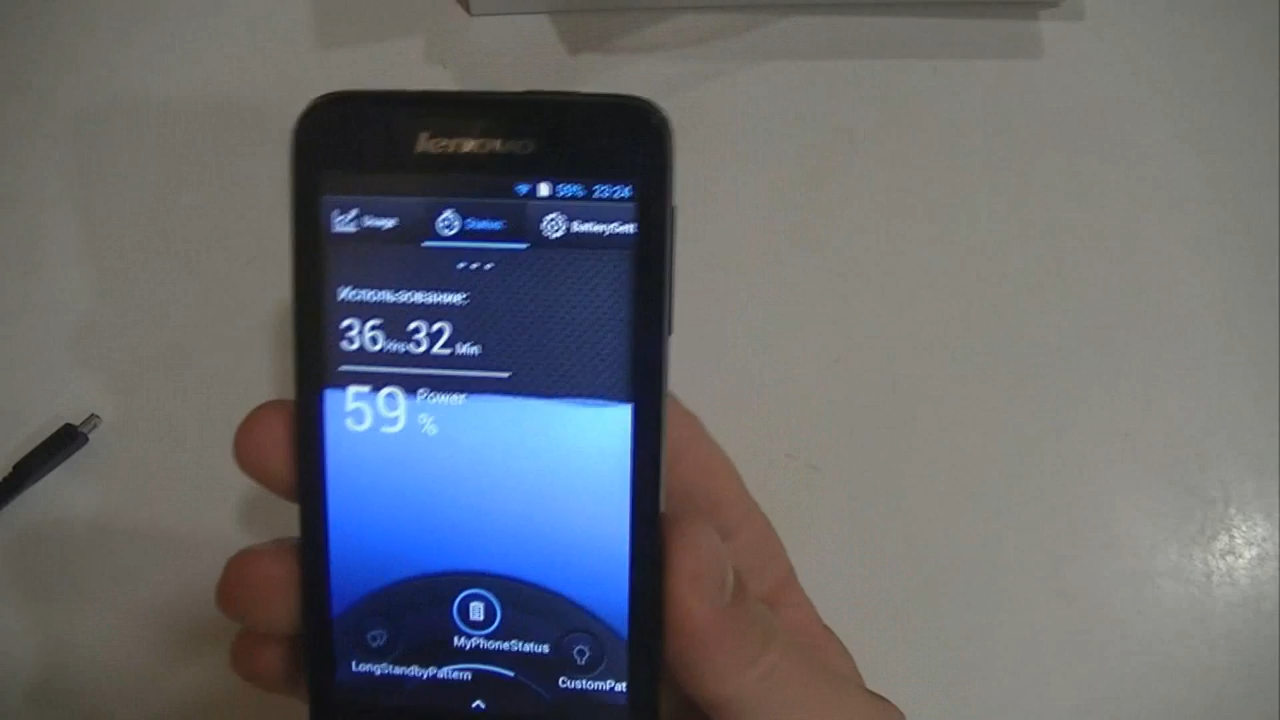 lenovo
59% 23:24
Usage Status BatterySett
Использование:
36 Hrs 32 Min
59 Power
%
MyPhoneStatus
LongStandbyPattern
CustomPat